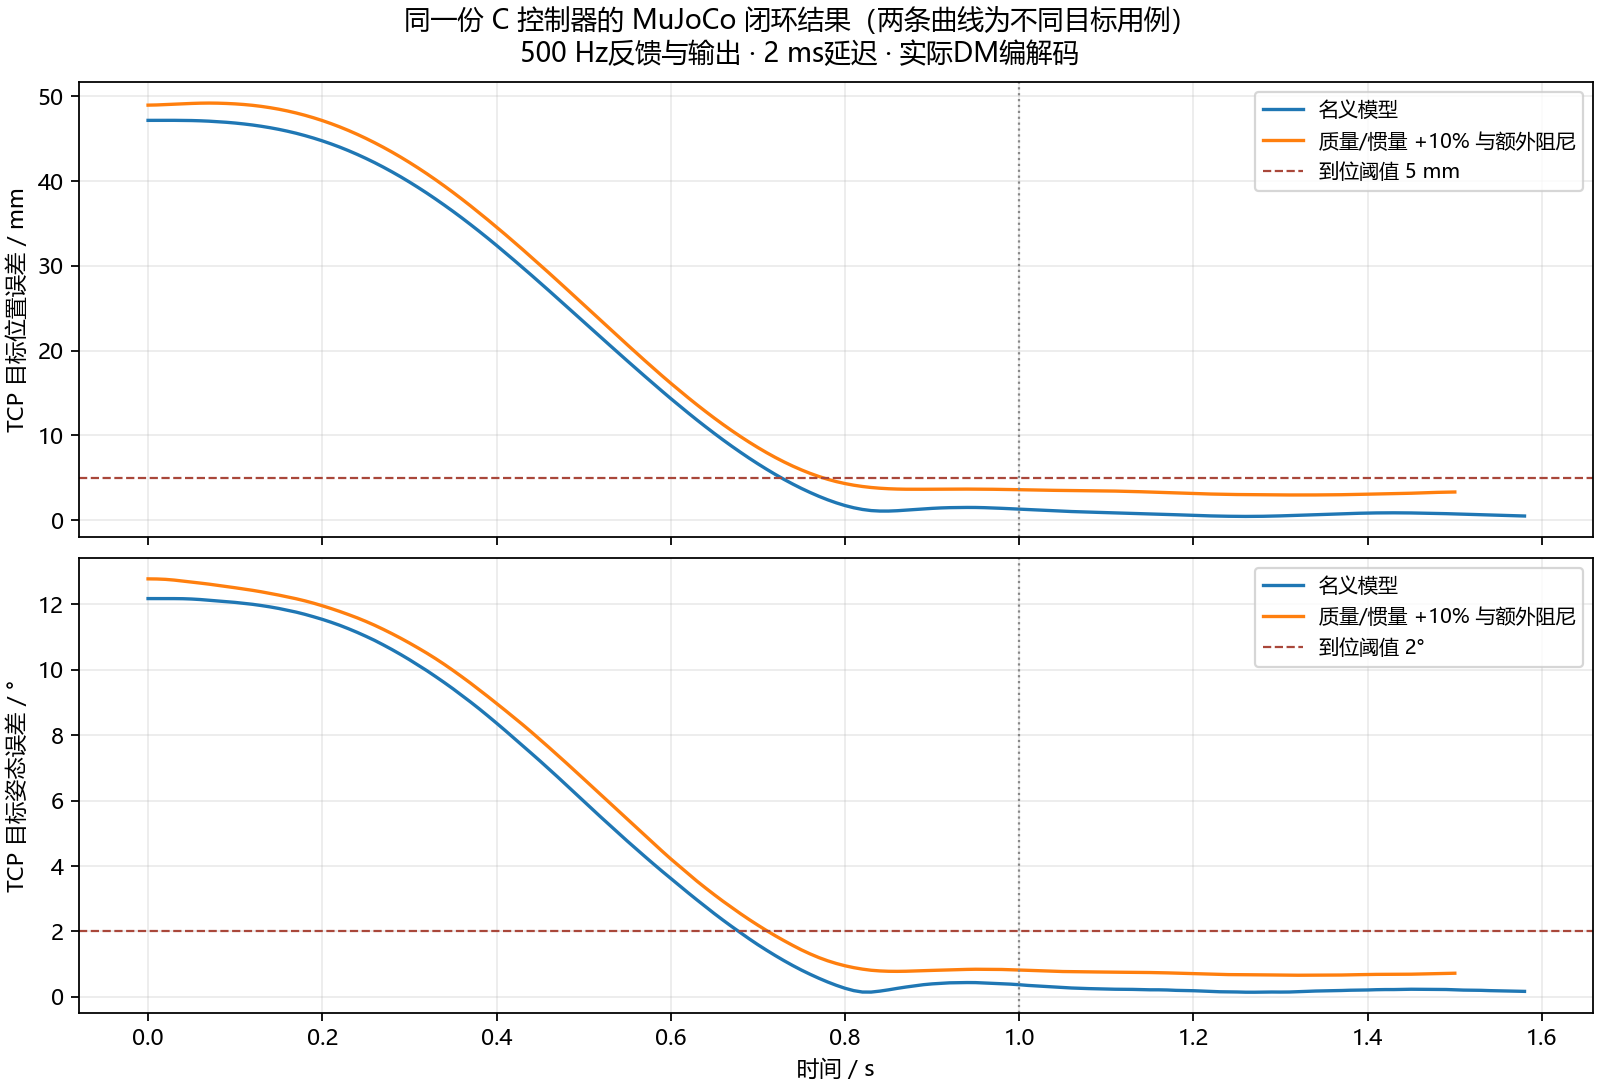 同一份 C 控制器的 MuJoCo 闭环结果（两条曲线为不同目标用例）
500 Hz反馈与输出 · 2 ms延迟 · 实际DM编解码
TCP 目标位置误差 / mm
50
40
30
20
10
0
名义模型
质量/惯量 +10% 与额外阻尼
到位阈值 5 mm
TCP 目标姿态误差 / °
12
10
8
6
4
2
0
名义模型
质量/惯量 +10% 与额外阻尼
到位阈值 2°
0.0 0.2 0.4 0.6 0.8 1.0 1.2 1.4 1.6
时间 / s